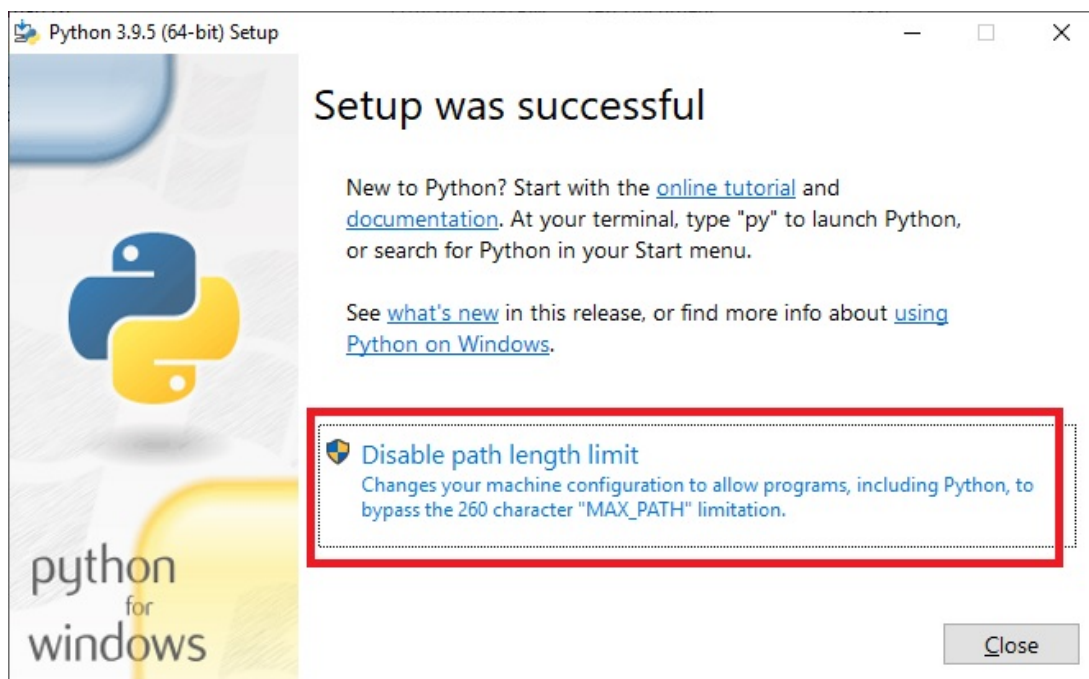 Python 3.9.5 (64-bit) Setup
Setup was successful
New to Python? Start with the online tutorial and
documentation. At your terminal, type "py" to launch Python,
or search for Python in your Start menu.
See what's new in this release, or find more info about using
Python on Windows.
Disable path length limit
Changes your machine configuration to allow programs, including Python, to
bypass the 260 character "MAX_PATH" limitation.
python
for
windows
Close